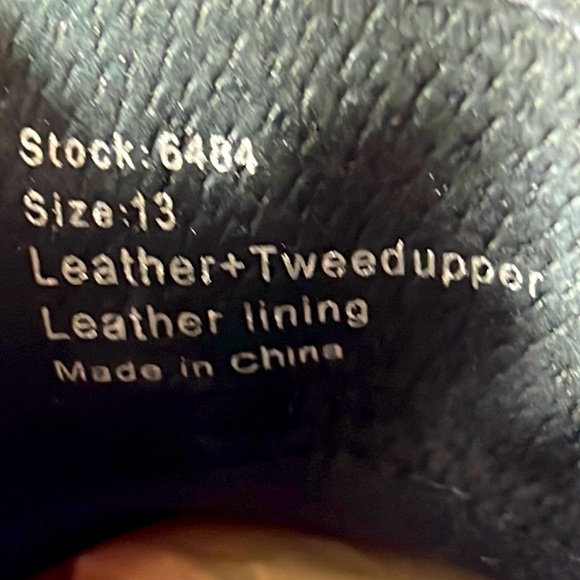 Stock:6484
Size:13
Leather+Tweedupper
Leather lining
Made in China